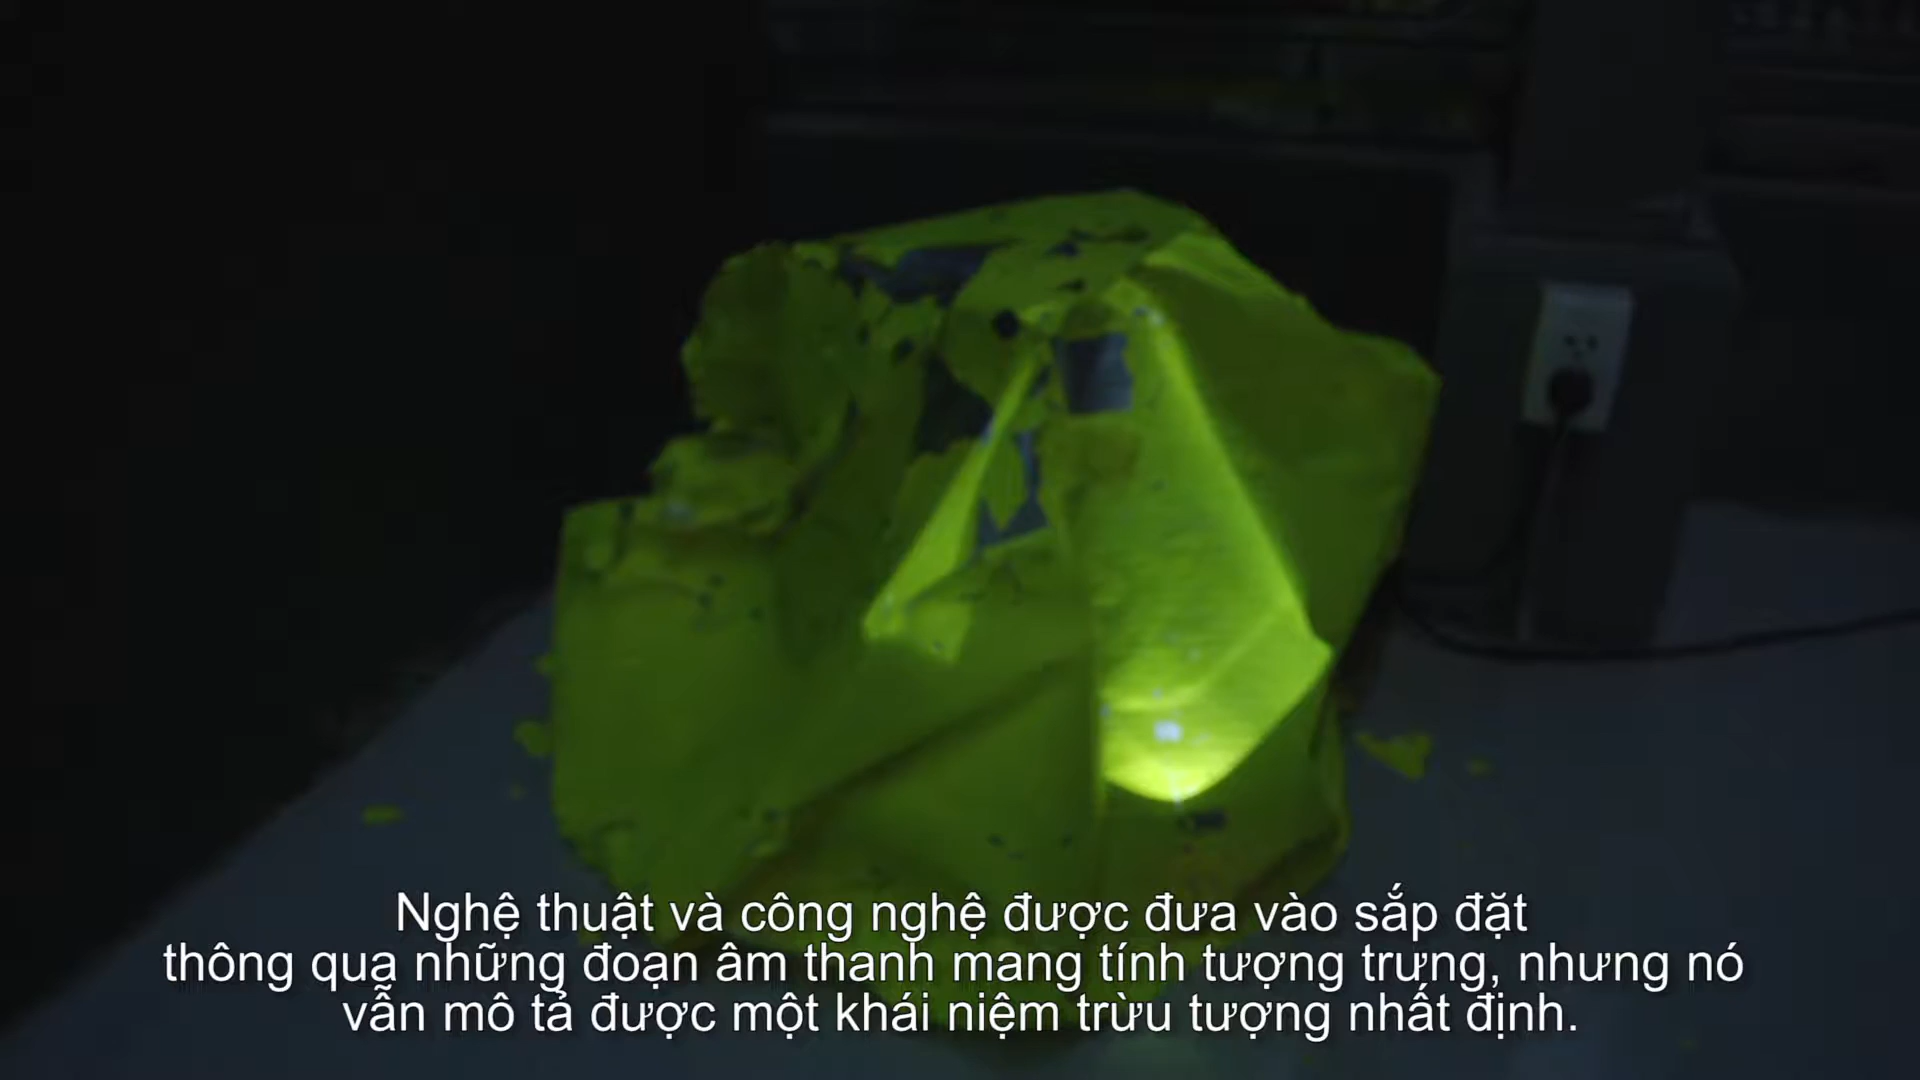 Nghệ thuật và công nghệ được đưa vào sắp đặt
thông qua những đoạn âm thanh mang tính tượng trưng, nhưng nó
vẫn mô tả được một khái niệm trừu tượng nhất định.